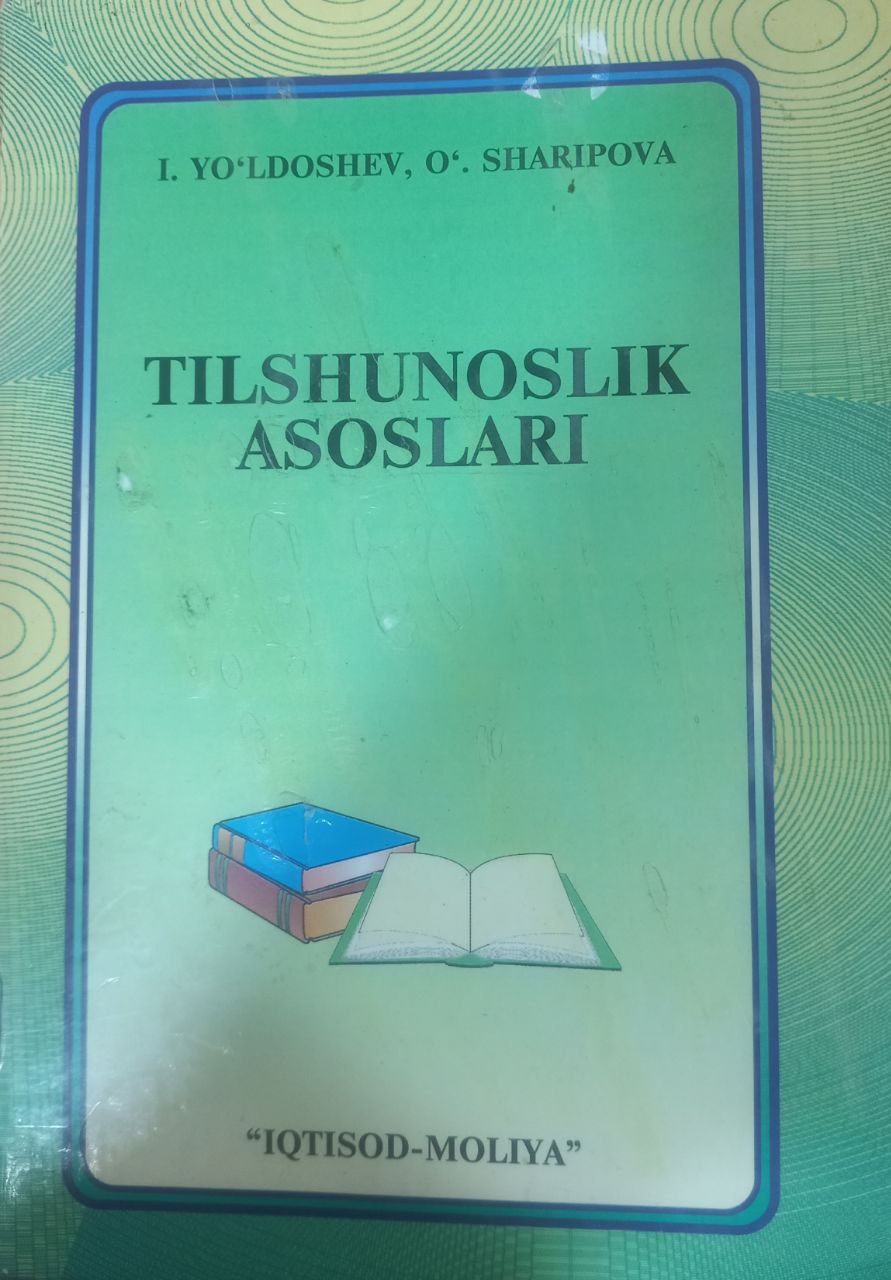 I. YO‘LDOSHEV, O‘. SHARIPOVA
TILSHUNOSLIK
ASOSLARI
“IQTISOD-MOLIYA”